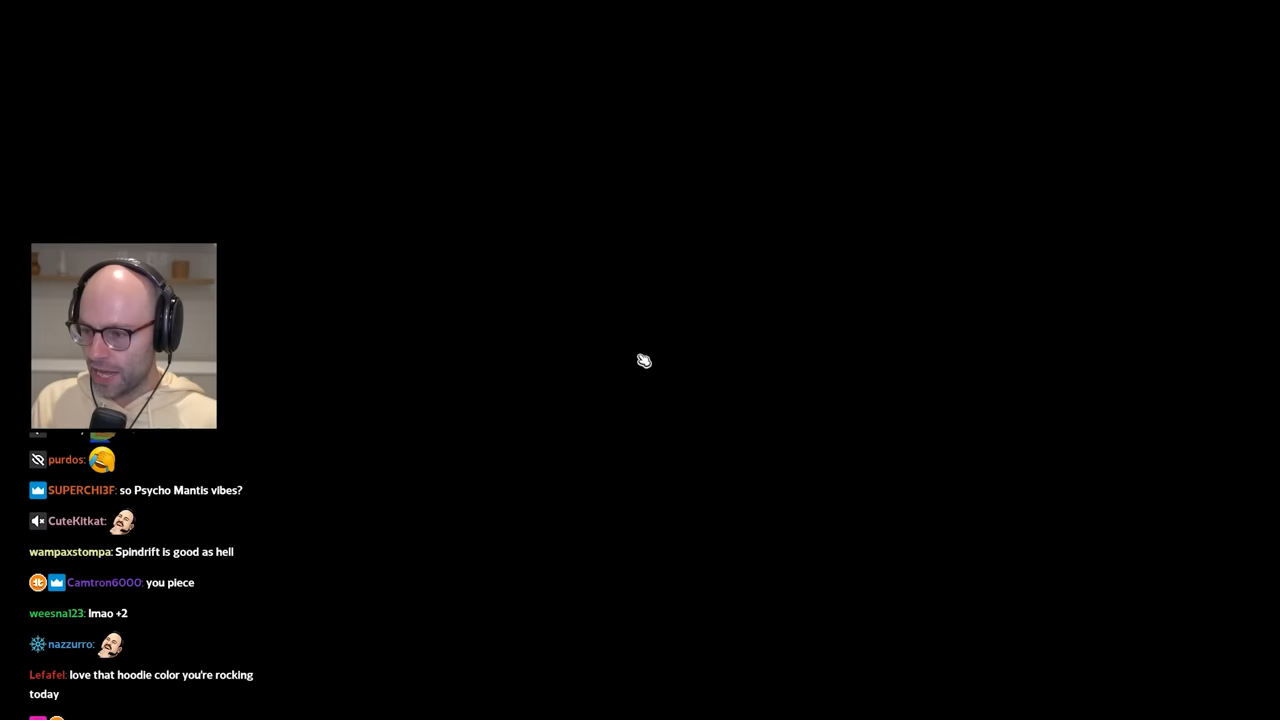 purdos:
SUPERCHI3F: so Psycho Mantis vibes?
CuteKitkat:
wampaxstompa: Spindrift is good as hell
Camtron6000: you piece
weesna123: lmao +2
nazzurro:
Lefafel: love that hoodie color you're rocking
today